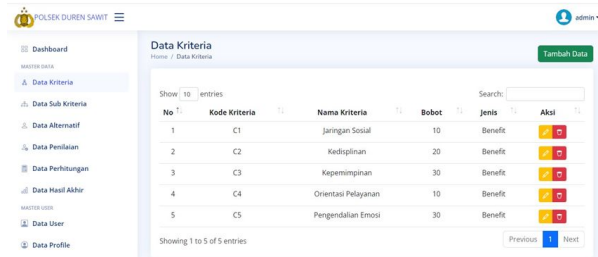 POLSEK DUREN SAWIT
admin
Dashboard
MASTER DATA
Data Kriteria
Data Sub Kriteria
Data Alternatif
Data Penilaian
Data Perhitungan
Data Hasil Akhir
MASTER USER
Data User
Data Profile
Data Kriteria
Home / Data Kriteria
Tambah Data
Show 10 entries
Search:
No Kode Kriteria Nama Kriteria Bobot Jenis Aksi
1 C1 Jaringan Sosial 10 Benefit
2 C2 Kedisplinan 20 Benefit
3 C3 Kepemimpinan 30 Benefit
4 C4 Orientasi Pelayanan 10 Benefit
5 C5 Pengendalian Emosi 30 Benefit
Showing 1 to 5 of 5 entries
Previous 1 Next